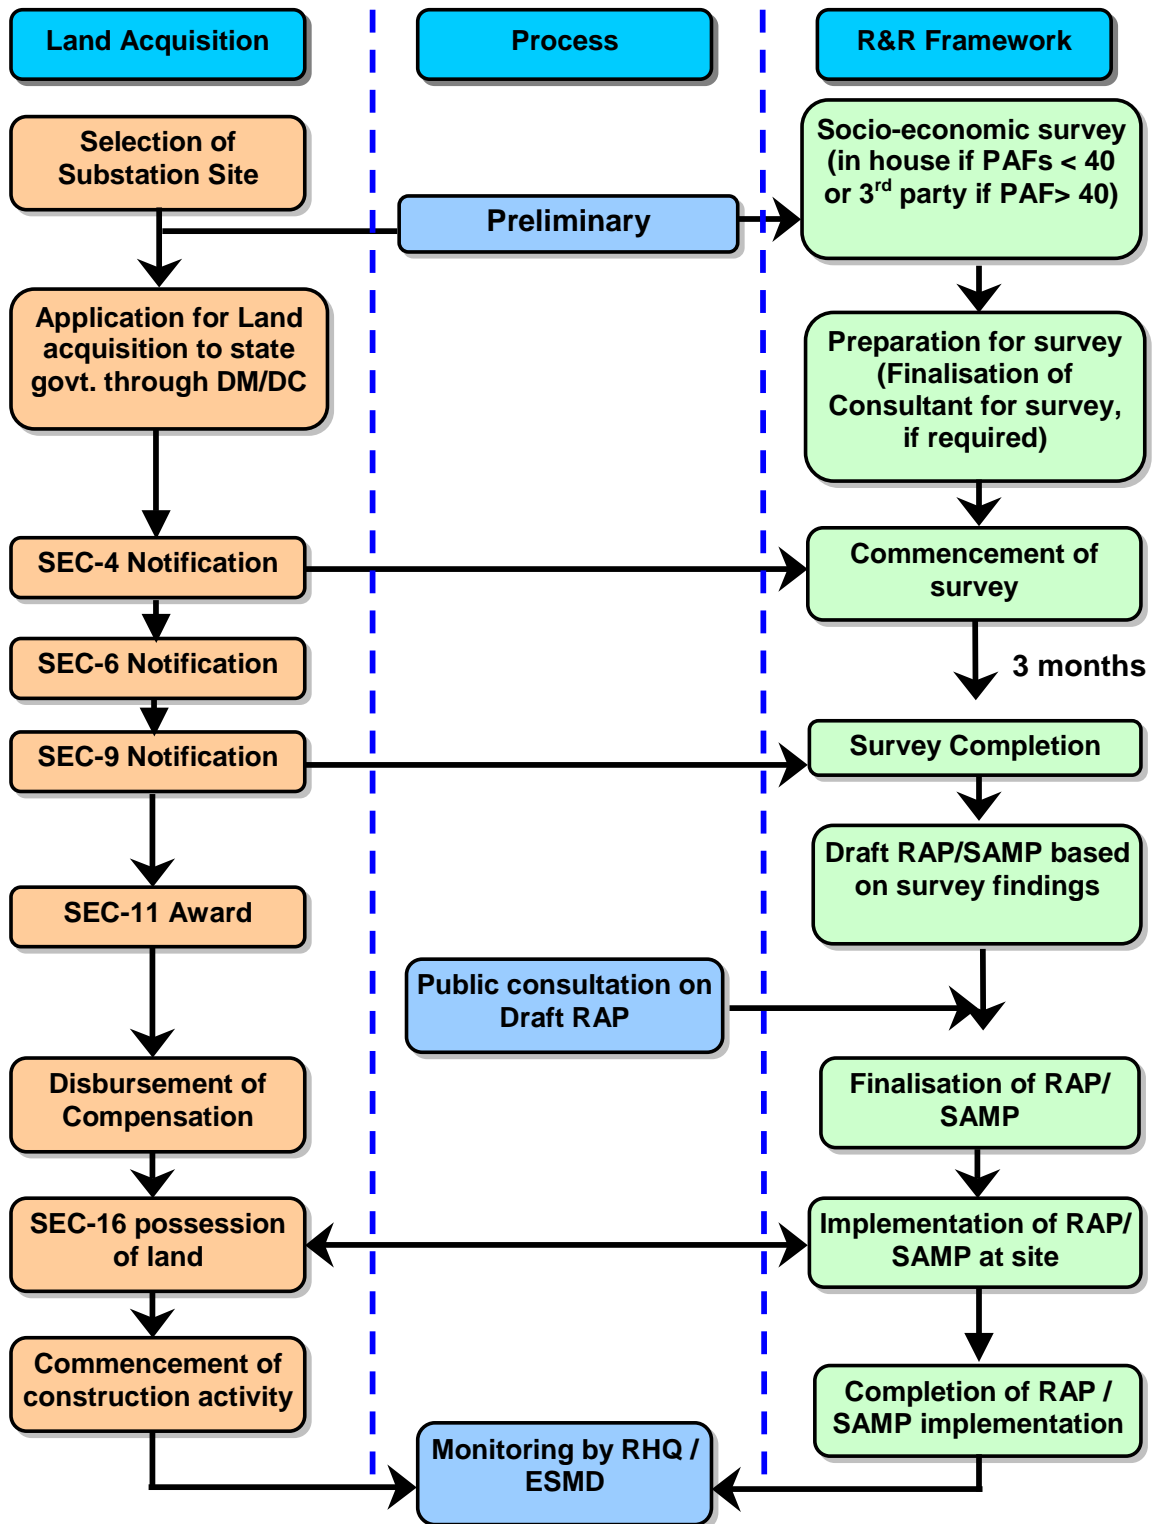 Land Acquisition
Process
R&R Framework
Selection of
Substation Site
Socio-economic survey
(in house if PAFs < 40
or 3rd party if PAF> 40)
Preliminary
Application for Land
acquisition to state
govt. through DM/DC
Preparation for survey
(Finalisation of
Consultant for survey,
if required)
SEC-4 Notification
Commencement of
survey
SEC-6 Notification
3 months
SEC-9 Notification
Survey Completion
Draft RAP/SAMP based
on survey findings
SEC-11 Award
Public consultation on
Draft RAP
Disbursement of
Compensation
Finalisation of RAP/
SAMP
SEC-16 possession
of land
Implementation of RAP/
SAMP at site
Commencement of
construction activity
Completion of RAP /
SAMP implementation
Monitoring by RHQ /
ESMD